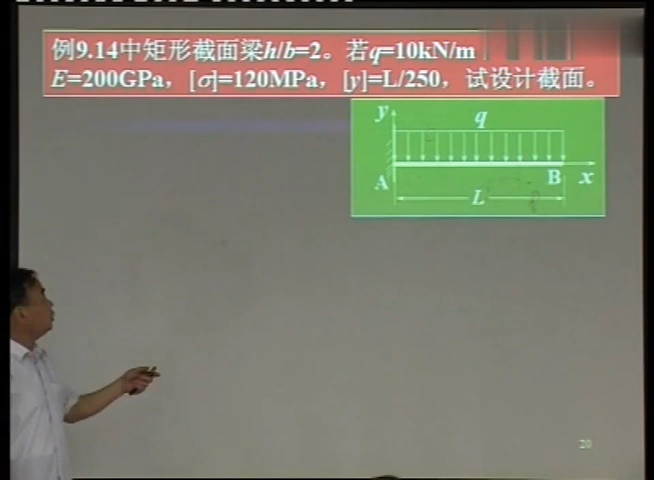 例9.14中矩形截面梁h/b=2。若q=10kN/m
E=200GPa，[σ]=120MPa，[y]=L/250，试设计截面。
y
q
A
B
x
L
20